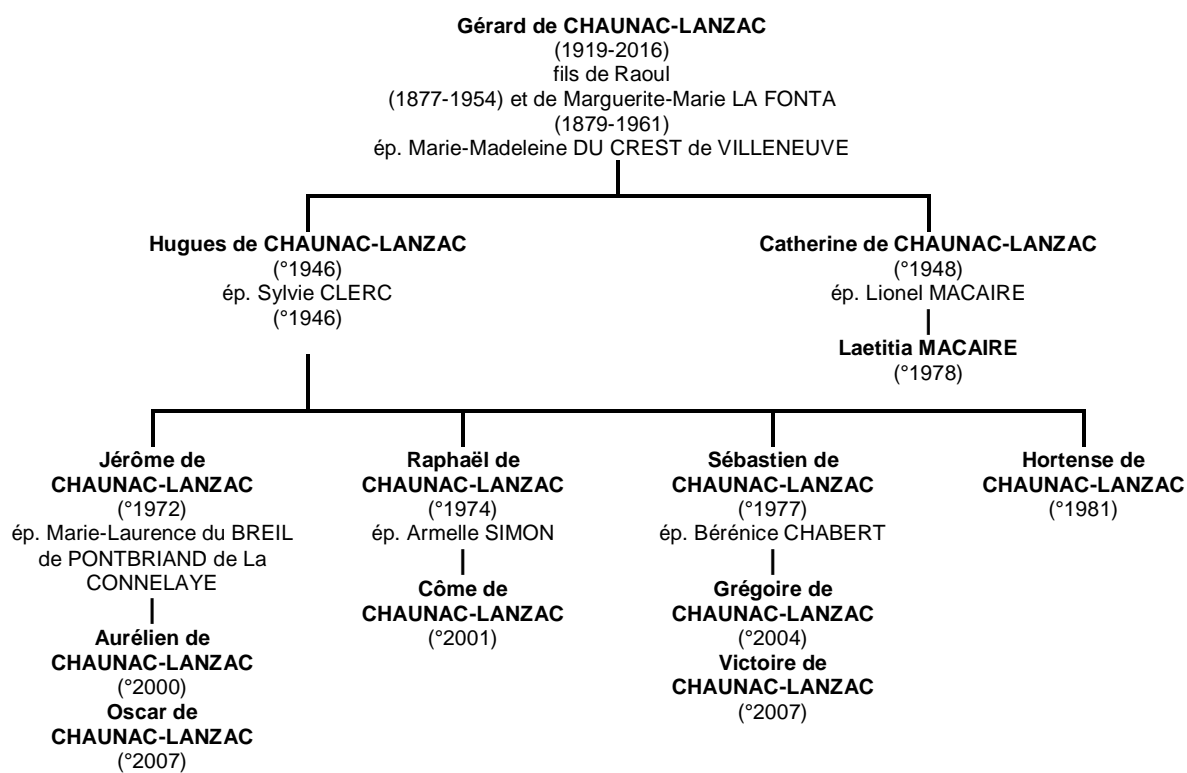 Gérard de CHAUNAC-LANZAC
(1919-2016)
fils de Raoul
(1877-1954) et de Marguerite-Marie LA FONTA
(1879-1961)
ép. Marie-Madeleine DU CREST de VILLENEUVE
Hugues de CHAUNAC-LANZAC
(°1946)
ép. Sylvie CLERC
(°1946)
Catherine de CHAUNAC-LANZAC
(°1948)
ép. Lionel MACAIRE
Laetitia MACAIRE
(°1978)
Jérôme de
CHAUNAC-LANZAC
(°1972)
ép. Marie-Laurence du BREIL
de PONTBRIAND de La
CONNELAYE
Aurélien de
CHAUNAC-LANZAC
(°2000)
Oscar de
CHAUNAC-LANZAC
(°2007)
Raphaël de
CHAUNAC-LANZAC
(°1974)
ép. Armelle SIMON
Côme de
CHAUNAC-LANZAC
(°2001)
Sébastien de
CHAUNAC-LANZAC
(°1977)
ép. Bérénice CHABERT
Grégoire de
CHAUNAC-LANZAC
(°2004)
Victoire de
CHAUNAC-LANZAC
(°2007)
Hortense de
CHAUNAC-LANZAC
(°1981)